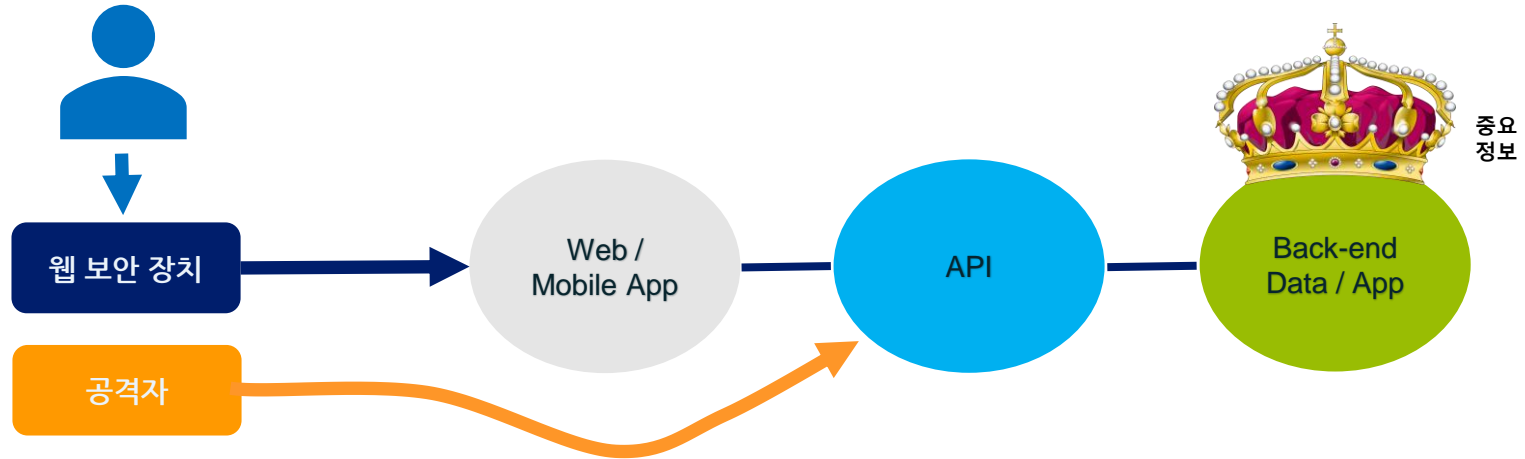 중요
정보
웹 보안 장치
Web /
Mobile App
API
Back-end
Data / App
공격자